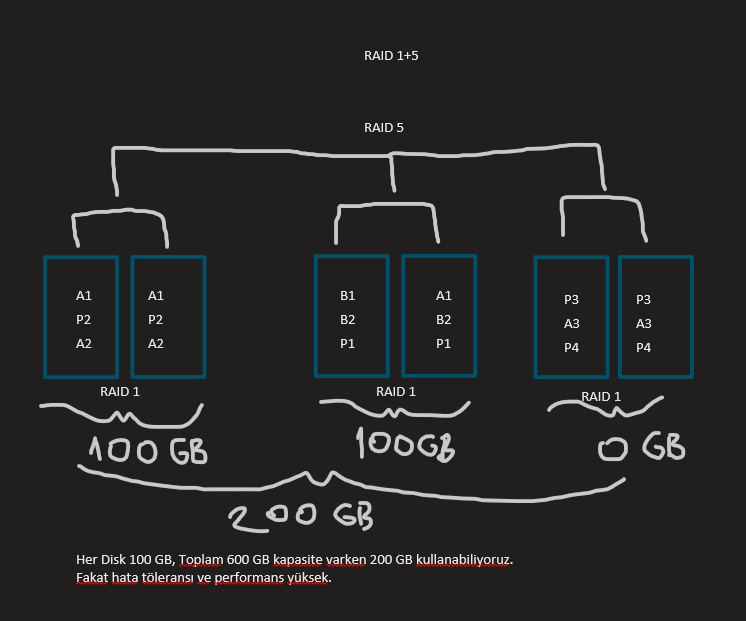 RAID 1+5
RAID 5
A1 A1 B1 A1 P3 P3
P2 P2 B2 B2 A3 A3
A2 A2 P1 P1 P4 P4
RAID 1 RAID 1 RAID 1
100 GB 100GB 0 GB
200 GB
Her Disk 100 GB, Toplam 600 GB kapasite varken 200 GB kullanabiliyoruz.
Fakat hata töleransı ve performans yüksek.